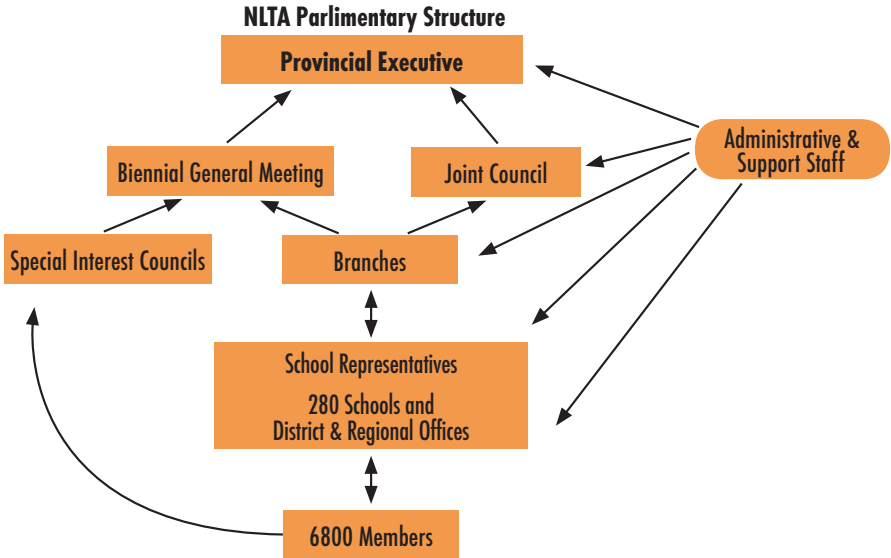 NLTA Parlimentary Structure
Provincial Executive
Administrative &
Support Staff
Biennial General Meeting
Joint Council
Special Interest Councils
Branches
School Representatives
280 Schools and
District & Regional Offices
6800 Members